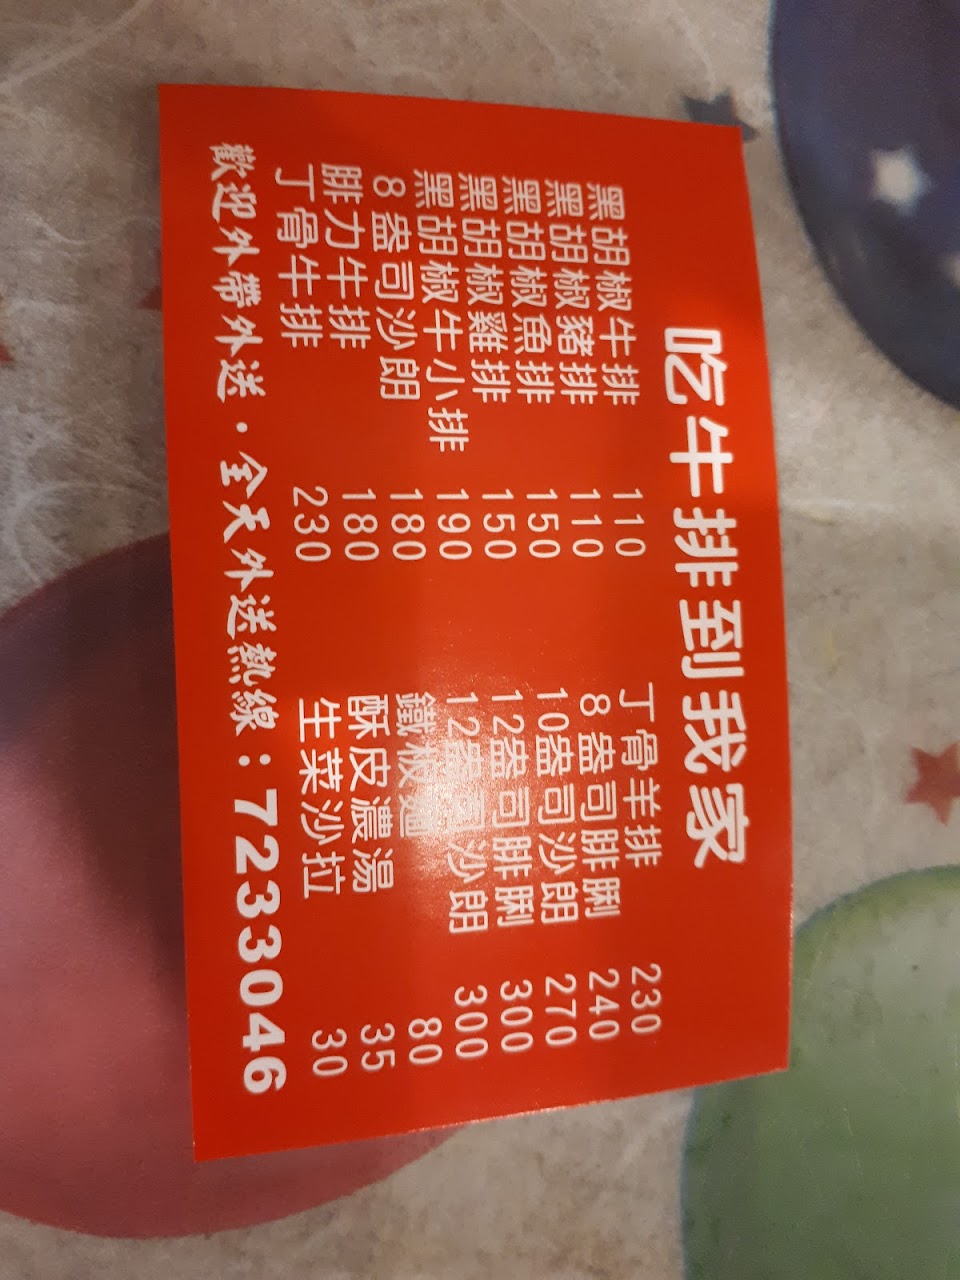 吃牛排到我家
黑胡椒牛排 110
黑胡椒豬排 110
黑胡椒魚排 150
黑胡椒雞排 150
黑胡椒牛小排 190
8盎司沙朗 180
腓力牛排 180
丁骨牛排 230
丁骨羊排 230
8盎司腓脷 240
10盎司沙朗 270
12盎司腓脷 300
12盎司沙朗 300
鐵板麵 80
酥皮濃湯 35
生菜沙拉 30
歡迎外帶外送．全天外送熱線：7233046